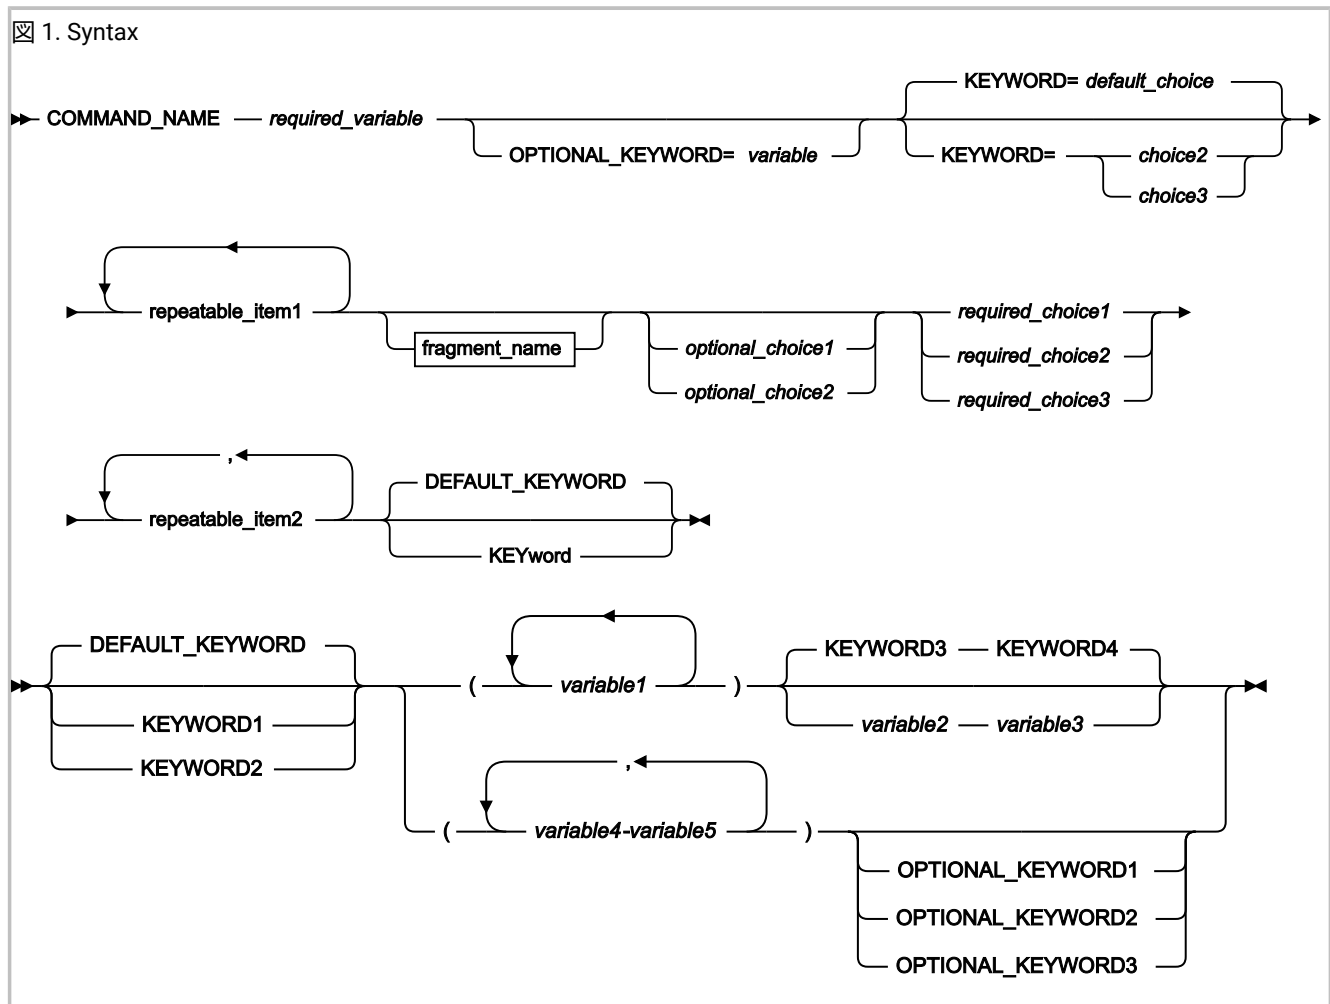 図 1. Syntax
KEYWORD= default_choice
COMMAND_NAME required_variable
OPTIONAL_KEYWORD= variable KEYWORD= choice2
choice3
repeatable_item1 required_choice1
fragment_name optional_choice1 required_choice2
optional_choice2 required_choice3
,
DEFAULT_KEYWORD
repeatable_item2
KEYword
DEFAULT_KEYWORD KEYWORD3 KEYWORD4
( variable1 )
KEYWORD1 variable2 variable3
KEYWORD2 ,
( variable4-variable5 )
OPTIONAL_KEYWORD1
OPTIONAL_KEYWORD2
OPTIONAL_KEYWORD3